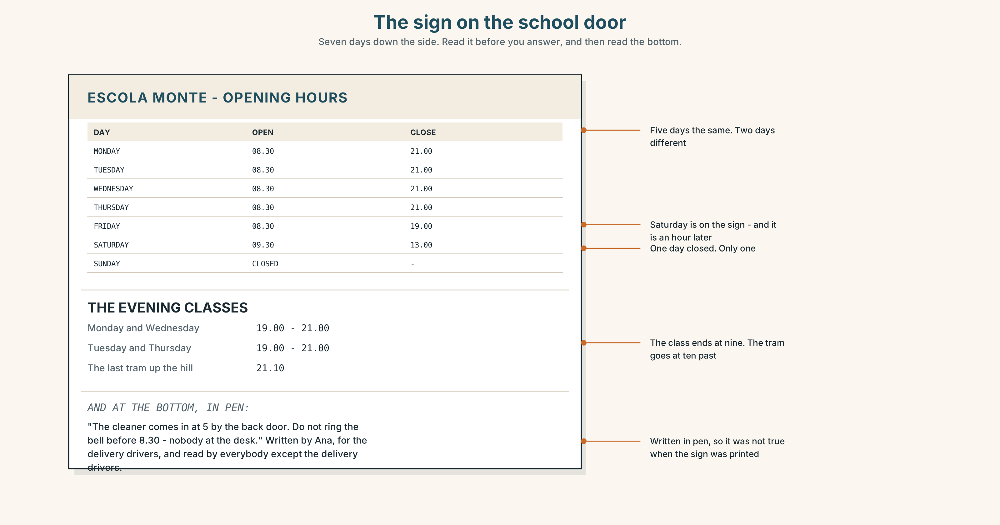 The sign on the school door
Seven days down the side. Read it before you answer, and then read the bottom.
ESCOLA MONTE - OPENING HOURS
DAY OPEN CLOSE
MONDAY 08.30 21.00
TUESDAY 08.30 21.00
WEDNESDAY 08.30 21.00
THURSDAY 08.30 21.00
FRIDAY 08.30 19.00
SATURDAY 09.30 13.00
SUNDAY CLOSED -
THE EVENING CLASSES
Monday and Wednesday 19.00 - 21.00
Tuesday and Thursday 19.00 - 21.00
The last tram up the hill 21.10
AND AT THE BOTTOM, IN PEN:
"The cleaner comes in at 5 by the back door. Do not ring the
bell before 8.30 - nobody at the desk." Written by Ana, for the
delivery drivers, and read by everybody except the delivery
drivers.
Five days the same. Two days
different
Saturday is on the sign - and it
is an hour later
One day closed. Only one
The class ends at nine. The tram
goes at ten past
Written in pen, so it was not true
when the sign was printed